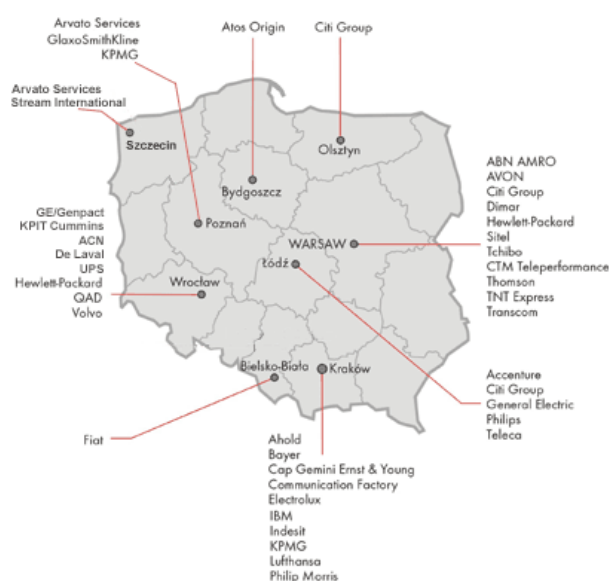 Arvato Services
GlaxoSmithKline
KPMG
Atos Origin
Citi Group
Arvato Services
Stream International
Szczecin
Olsztyn
Bydgoszcz
ABN AMRO
AVON
Citi Group
Dimar
Hewlett-Packard
Sitel
Tchibo
CTM Teleperformance
Thomson
TNT Express
Transcom
GE/Genpact
KPIT Cummins
ACN
De Laval
UPS
Hewlett-Packard
QAD
Volvo
Poznań
WARSAW
Łódź
Wrocław
Bielsko-Biała
Kraków
Accenture
Citi Group
General Electric
Philips
Teleca
Fiat
Ahold
Bayer
Cap Gemini Ernst & Young
Communication Factory
Electrolux
IBM
Indesit
KPMG
Lufthansa
Philip Morris